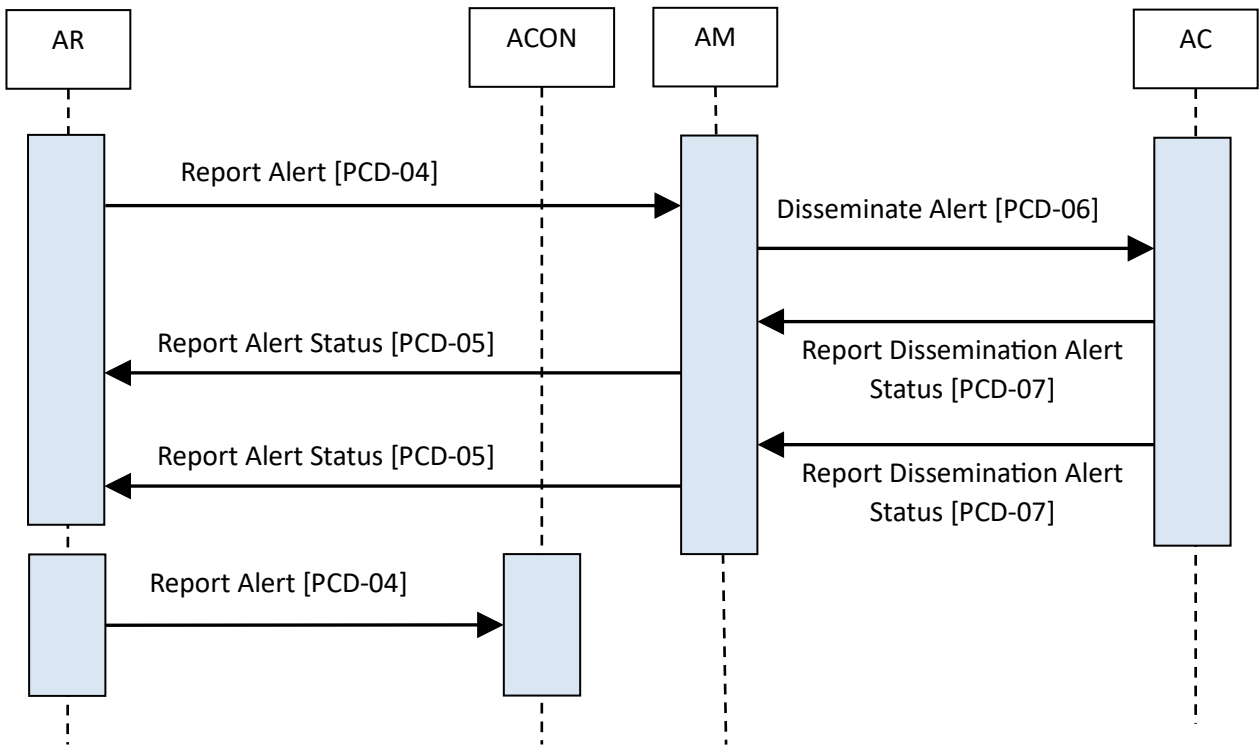 AR
ACON
AM
AC
Report Alert [PCD-04]
Disseminate Alert [PCD-06]
Report Alert Status [PCD-05]
Report Dissemination Alert
Status [PCD-07]
Report Alert Status [PCD-05]
Report Dissemination Alert
Status [PCD-07]
Report Alert [PCD-04]